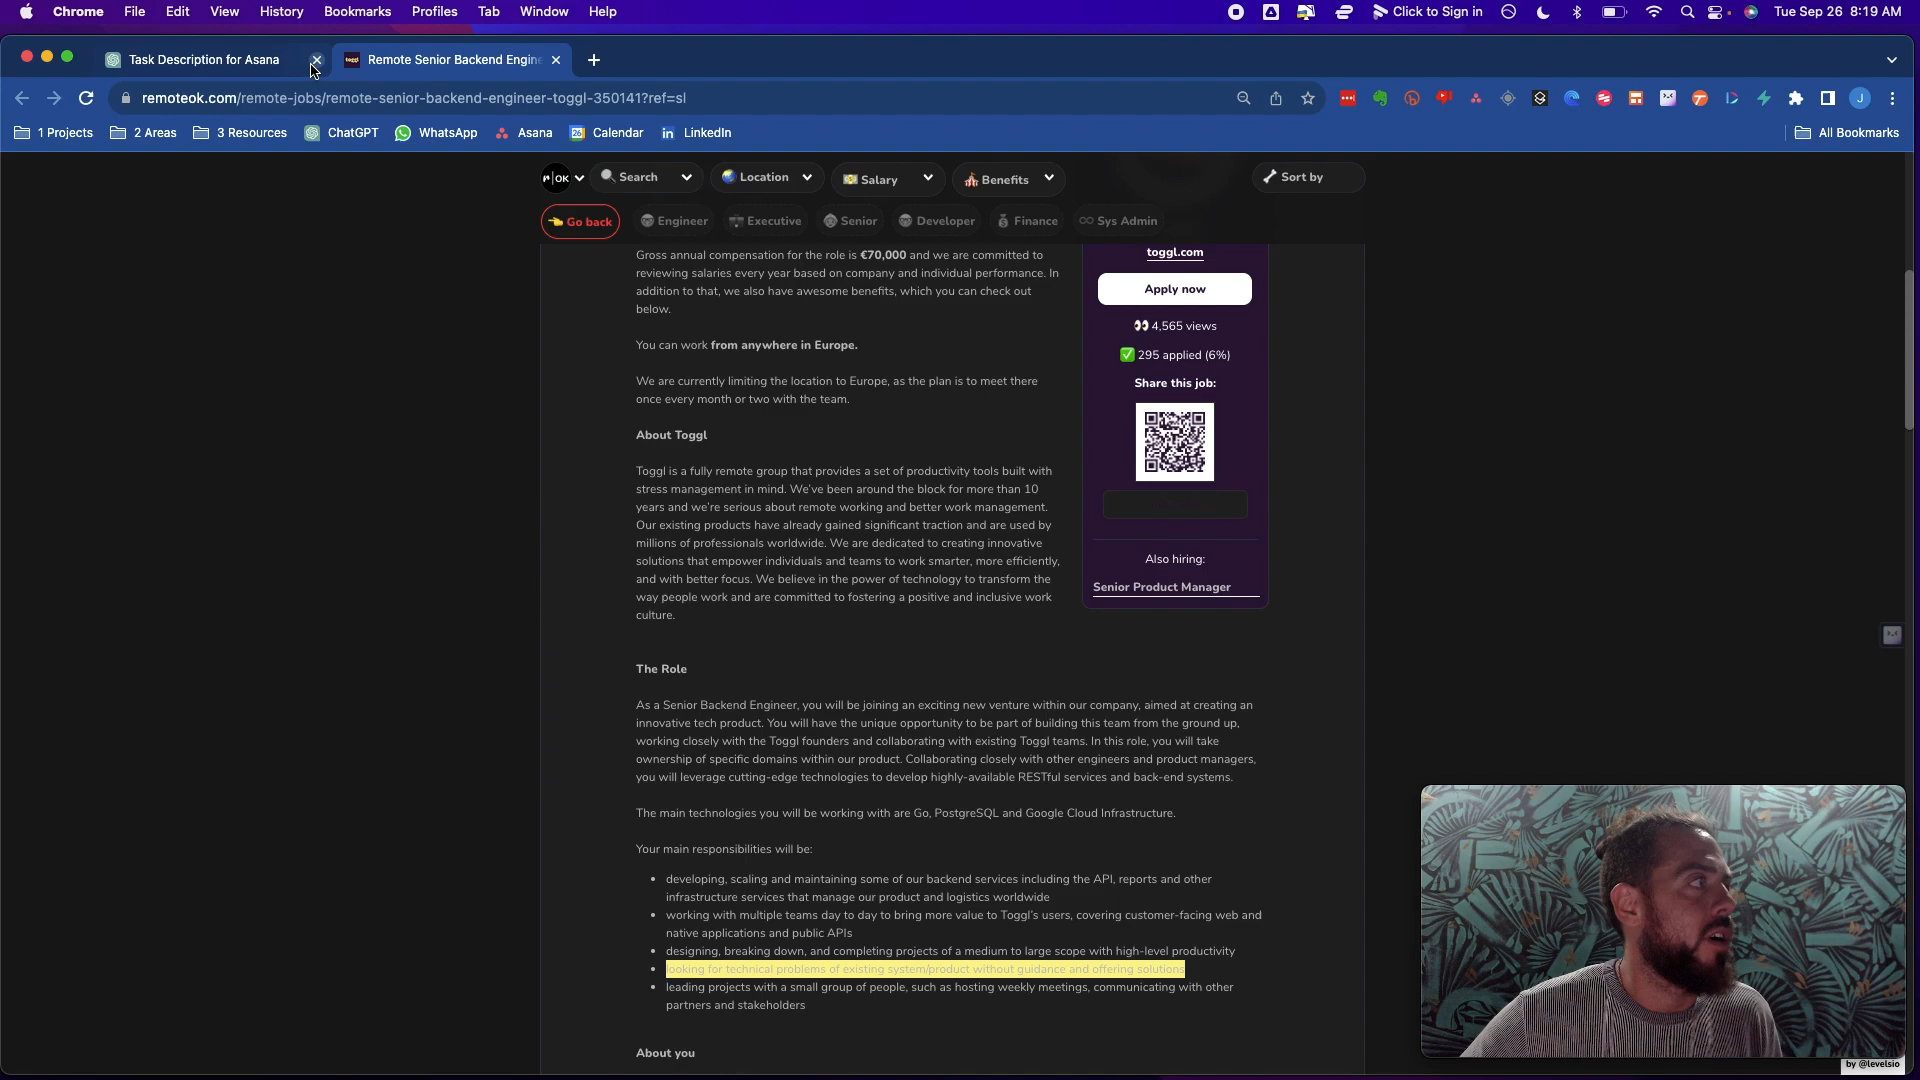 Chrome File Edit View History Bookmarks Profiles Tab Window Help
Click to Sign in
Tue Sep 26 8:19 AM
Task Description for Asana
toggl
Remote Senior Backend Engine
remoteok.com/remote-jobs/remote-senior-backend-engineer-toggl-350141?ref=sl
J
1 Projects 2 Areas 3 Resources ChatGPT WhatsApp Asana 26 Calendar in LinkedIn
All Bookmarks
r|OK Search Location Salary Benefits Sort by
Go back Engineer Executive Senior Developer Finance Sys Admin
Gross annual compensation for the role is €70,000 and we are committed to
reviewing salaries every year based on company and individual performance. In
addition to that, we also have awesome benefits, which you can check out
below.
You can work from anywhere in Europe.
We are currently limiting the location to Europe, as the plan is to meet there
once every month or two with the team.
About Toggl
Toggl is a fully remote group that provides a set of productivity tools built with
stress management in mind. We've been around the block for more than 10
years and we're serious about remote working and better work management.
Our existing products have already gained significant traction and are used by
millions of professionals worldwide. We are dedicated to creating innovative
solutions that empower individuals and teams to work smarter, more efficiently,
and with better focus. We believe in the power of technology to transform the
way people work and are committed to fostering a positive and inclusive work
culture.
toggl.com
Apply now
👀 4,565 views
✅ 295 applied (6%)
Share this job:
Also hiring:
Senior Product Manager
The Role
As a Senior Backend Engineer, you will be joining an exciting new venture within our company, aimed at creating an
innovative tech product. You will have the unique opportunity to be part of building this team from the ground up,
working closely with the Toggl founders and collaborating with existing Toggl teams. In this role, you will take
ownership of specific domains within our product. Collaborating closely with other engineers and product managers,
you will leverage cutting-edge technologies to develop highly-available RESTful services and back-end systems.
The main technologies you will be working with are Go, PostgreSQL and Google Cloud Infrastructure.
Your main responsibilities will be:
• developing, scaling and maintaining some of our backend services including the API, reports and other
infrastructure services that manage our product and logistics worldwide
• working with multiple teams day to day to bring more value to Toggl's users, covering customer-facing web and
native applications and public APIs
• designing, breaking down, and completing projects of a medium to large scope with high-level productivity
• looking for technical problems of existing system/product without guidance and offering solutions
• leading projects with a small group of people, such as hosting weekly meetings, communicating with other
partners and stakeholders
About you
by @levelsio